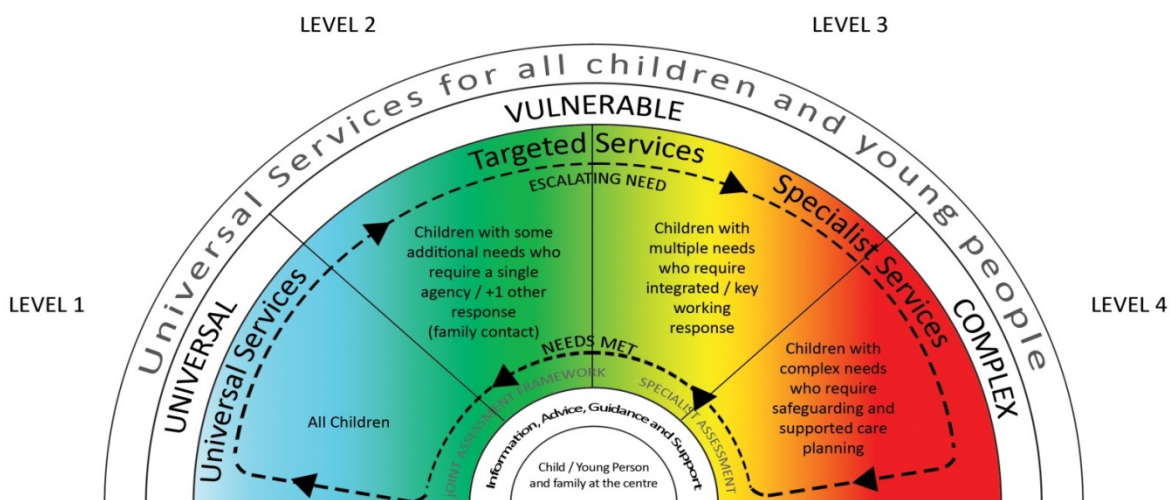 LEVEL 2
LEVEL 3
LEVEL 1
LEVEL 4
Universal Services for all children and young people
UNIVERSAL
VULNERABLE
COMPLEX
Universal Services
Targeted Services
Specialist Services
ESCALATING NEED
All Children
Children with some
additional needs who
require a single
agency / +1 other
response
(family contact)
Children with
multiple needs
who require
integrated / key
working
response
Children with
complex needs
who require
safeguarding and
supported care
planning
NEEDS MET
JOINT ASSESSMENT FRAMEWORK
SPECIALIST ASSESSMENT
Information, Advice, Guidance and Support
Child / Young Person
and family at the centre